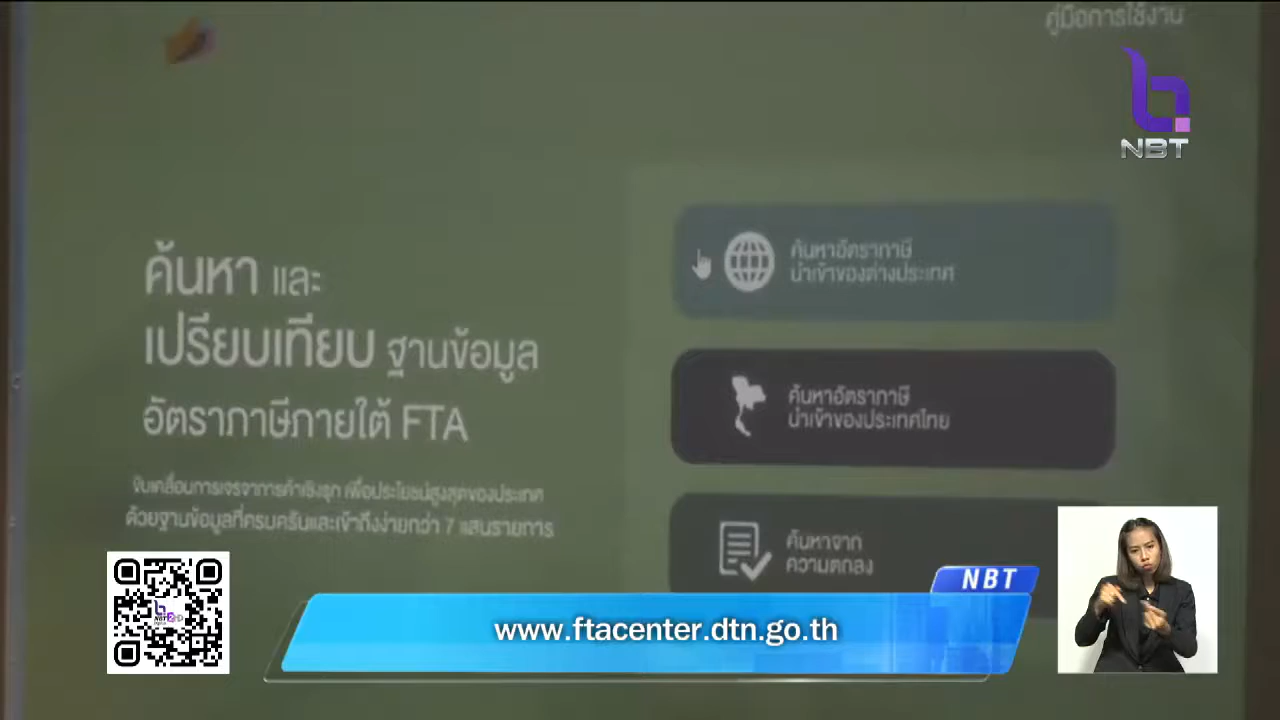 คู่มือการใช้งาน
NBT
ค้นหา และ
เปรียบเทียบ ฐานข้อมูล
อัตราภาษีภายใต้ FTA
ขับเคลื่อนการเจรจาการค้าเชิงรุก เพื่อประโยชน์สูงสุดของประเทศ
ด้วยฐานข้อมูลที่ครบครันและเข้าถึงง่ายกว่า 7 แสนรายการ
ค้นหาอัตราภาษี
นำเข้าของต่างประเทศ
ค้นหาอัตราภาษี
นำเข้าของประเทศไทย
ค้นหาจาก
ความตกลง
NBT
www.ftacenter.dtn.go.th